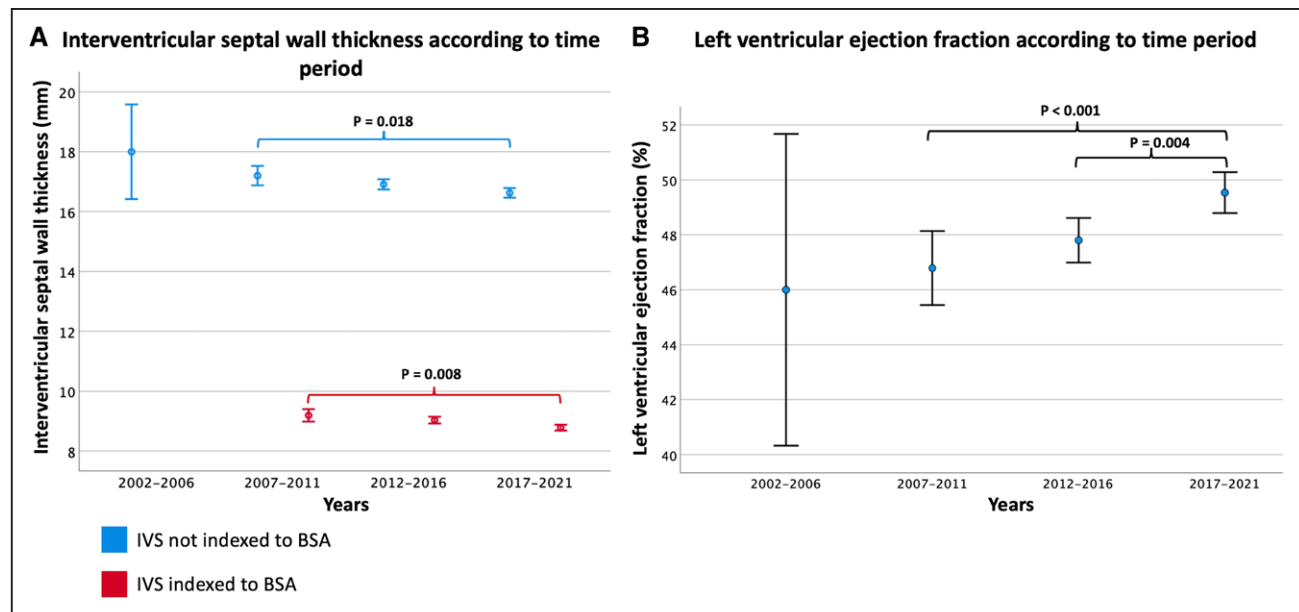 A Interventricular septal wall thickness according to time
period
Interventricular septal wall thickness (mm)
20
18
16
14
12
10
8
P = 0.018
P = 0.008
2002–2006 2007–2011 2012–2016 2017–2021
Years
IVS not indexed to BSA
IVS indexed to BSA
B Left ventricular ejection fraction according to time period
Left ventricular ejection fraction (%)
52
50
48
46
44
42
40
P < 0.001
P = 0.004
2002–2006 2007–2011 2012–2016 2017–2021
Years